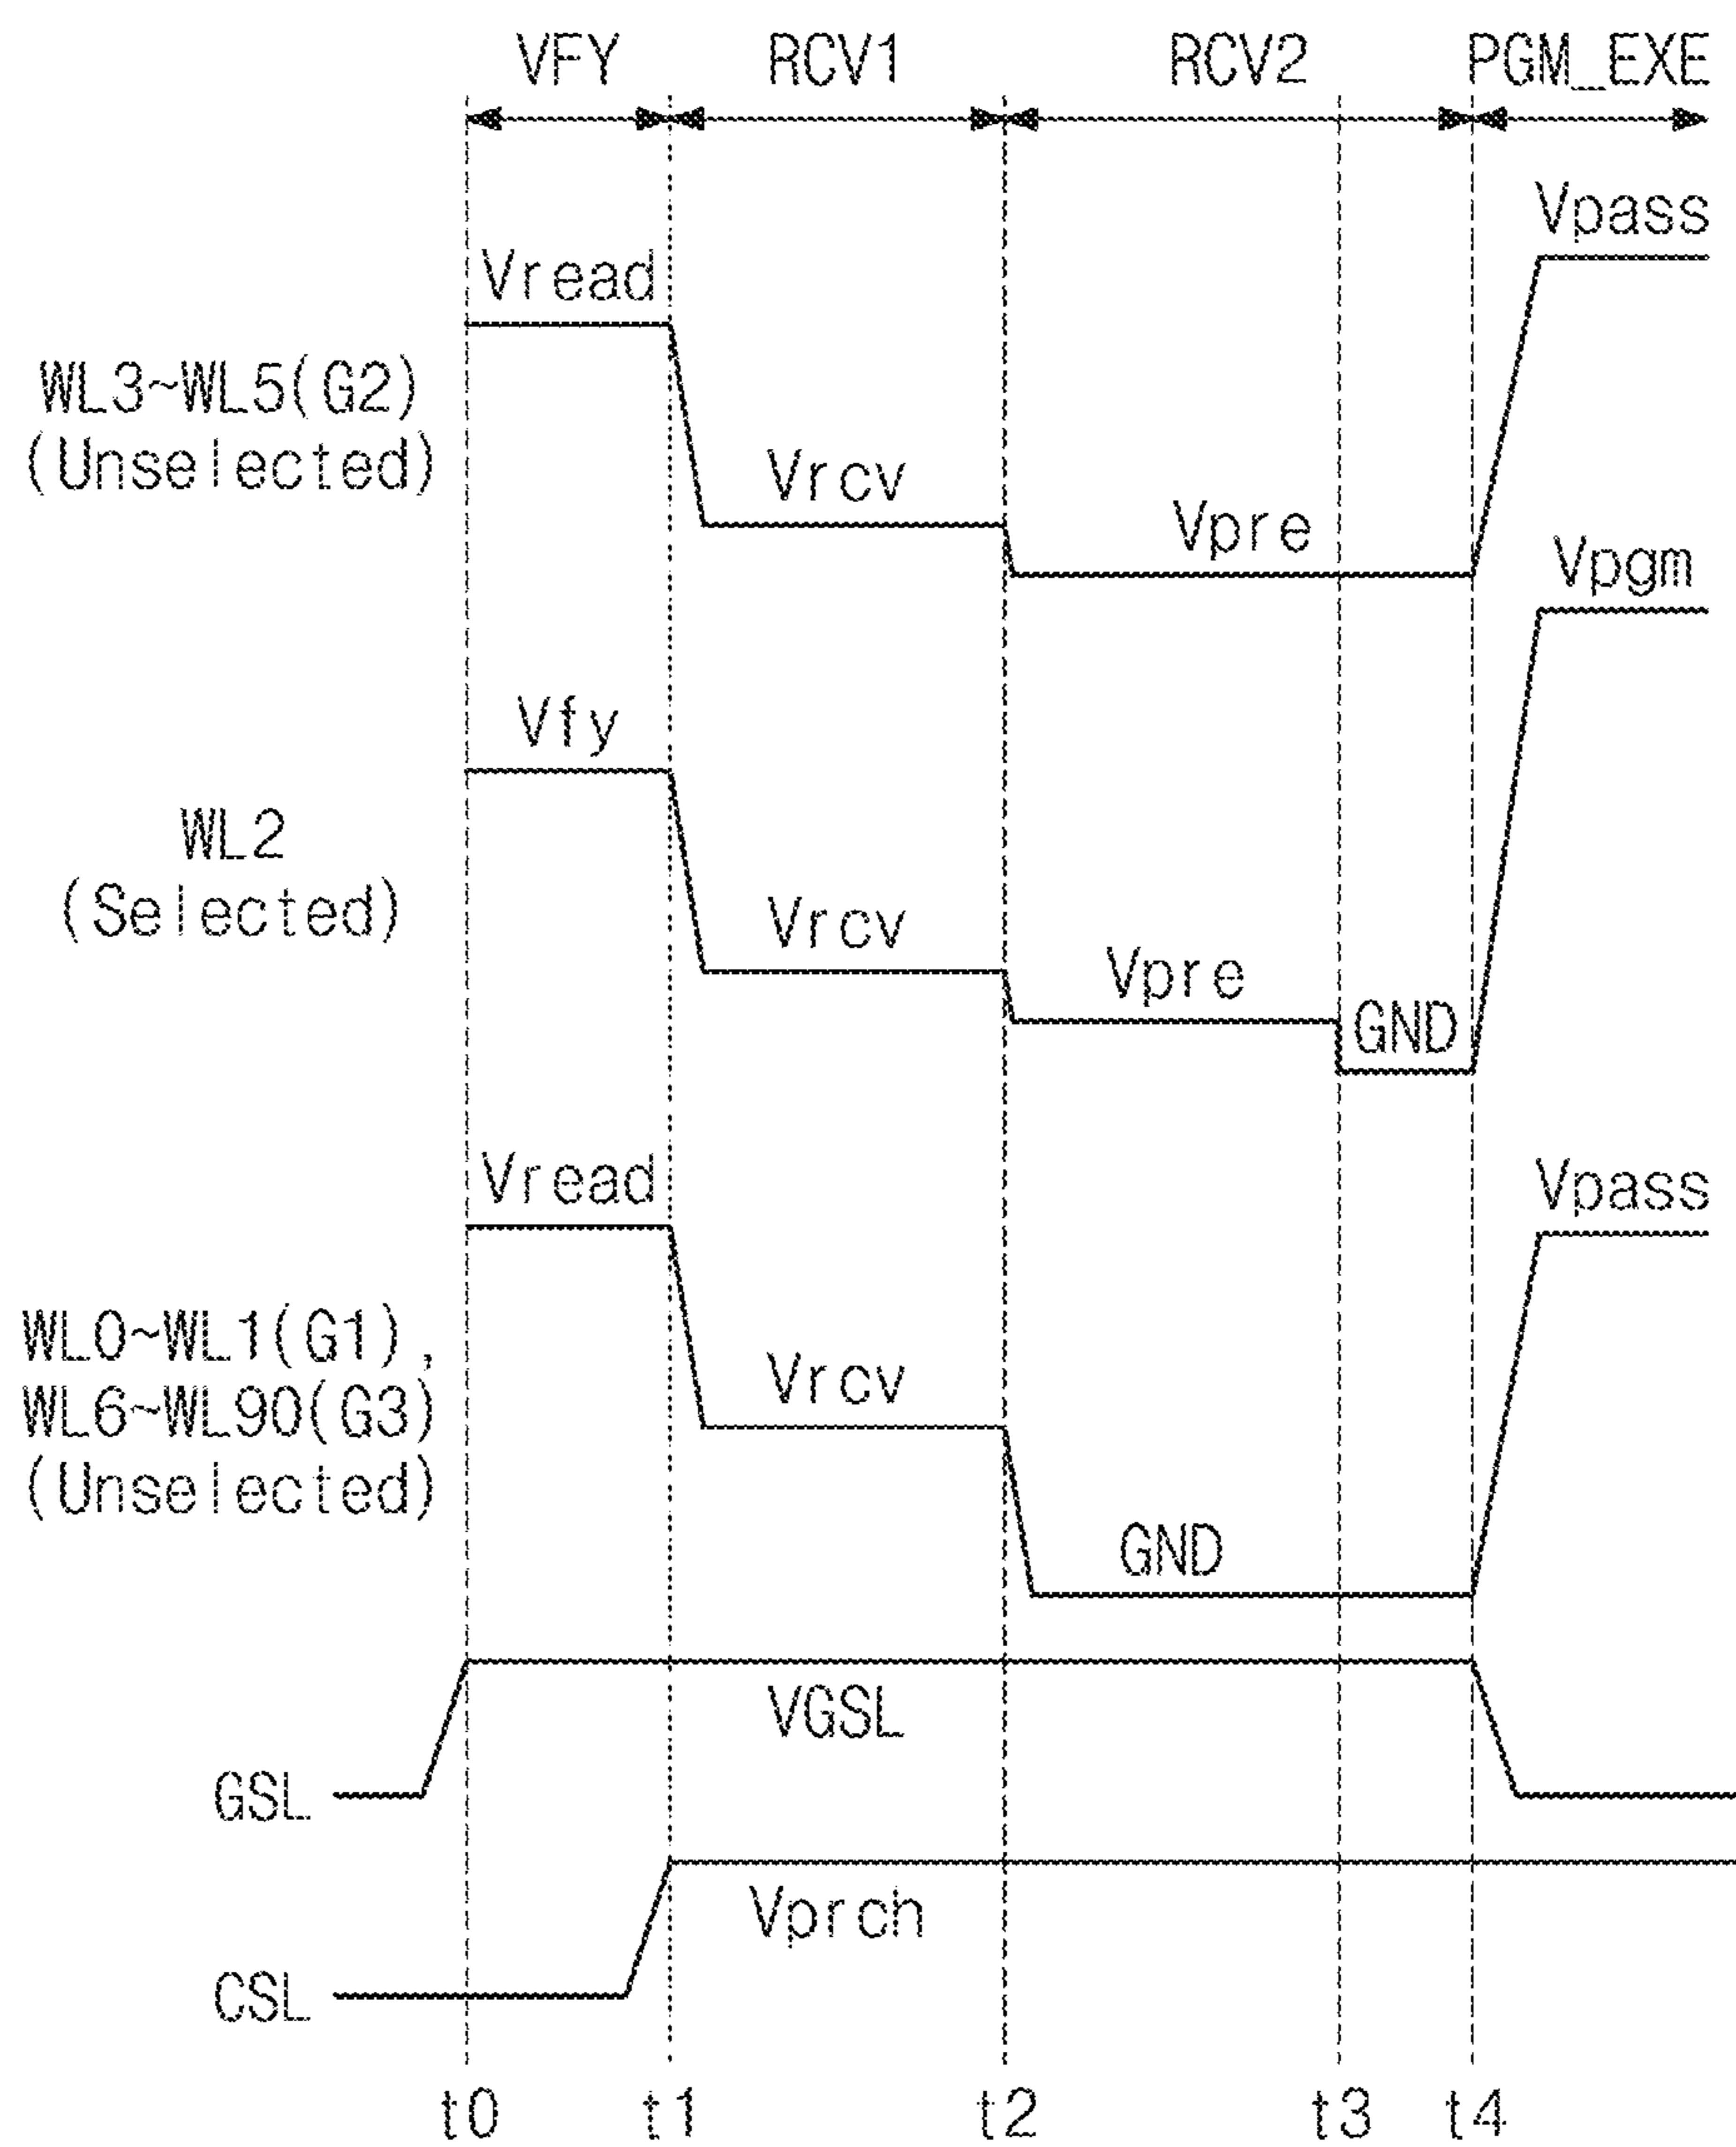 VFY RCV1 RCV2 PGM_EXE
Vpass
Vread
WL3~WL5(G2)
(Unselected)
Vrcv
Vpre
Vpgm
Vfy
WL2
(Selected)
Vrcv
Vpre
GND
Vread
Vpass
WL0~WL1(G1),
WL6~WL90(G3)
(Unselected)
Vrcv
GND
VGSL
GSL
Vprch
CSL
t0 t1 t2 t3 t4